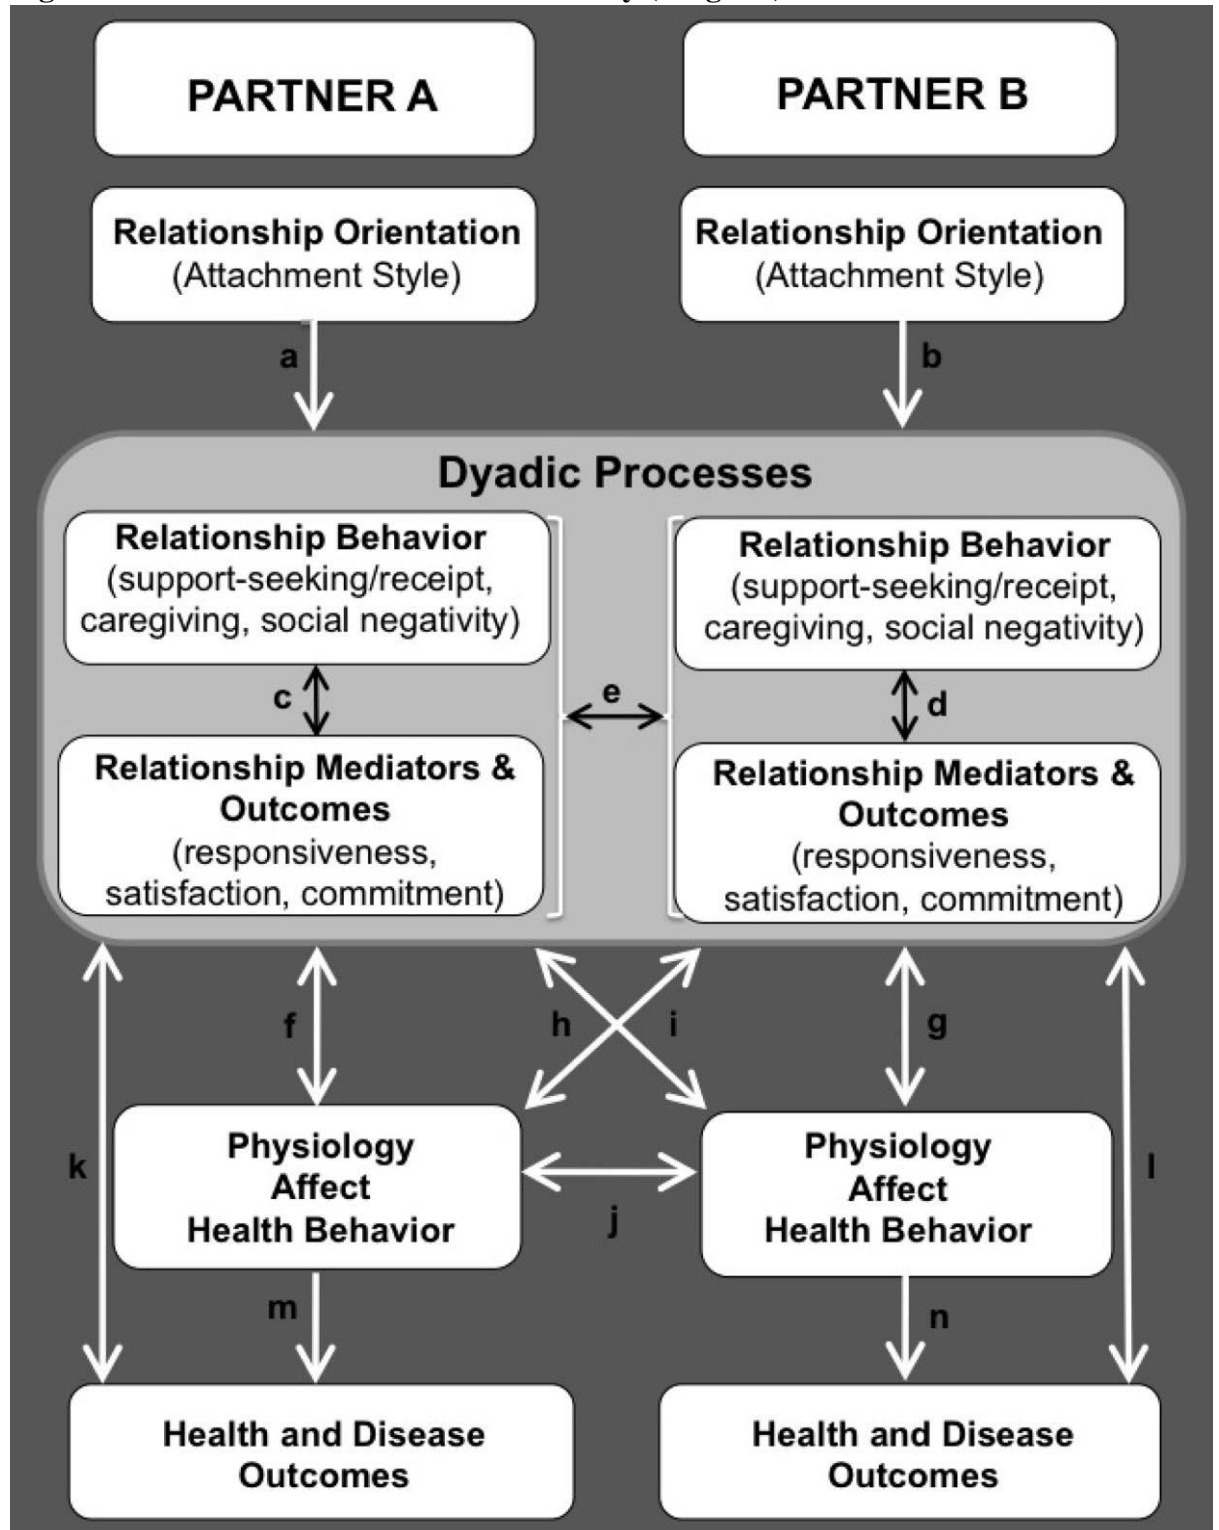 PARTNER A
PARTNER B
Relationship Orientation
(Attachment Style)
Relationship Orientation
(Attachment Style)
a
b
Dyadic Processes
Relationship Behavior
(support-seeking/receipt,
caregiving, social negativity)
Relationship Behavior
(support-seeking/receipt,
caregiving, social negativity)
c
e
d
Relationship Mediators &
Outcomes
(responsiveness,
satisfaction, commitment)
Relationship Mediators &
Outcomes
(responsiveness,
satisfaction, commitment)
f
h
i
g
k
Physiology
Affect
Health Behavior
j
Physiology
Affect
Health Behavior
l
m
n
Health and Disease
Outcomes
Health and Disease
Outcomes